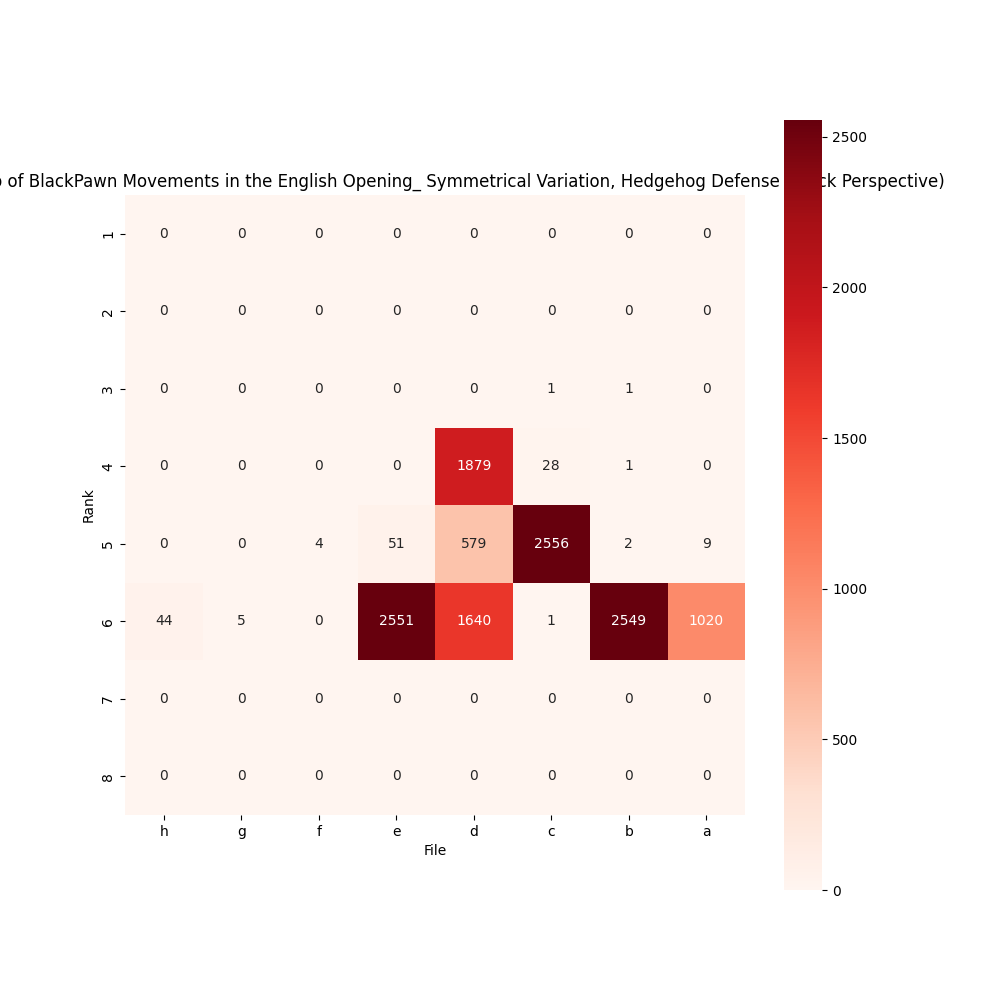 of BlackPawn Movements in the English Opening_ Symmetrical Variation, Hedgehog Defense Perspective)
2500
2000
1500
1000
500
0
Rank
1 0 0 0 0 0 0 0 0
2 0 0 0 0 0 0 0 0
3 0 0 0 0 0 1 1 0
4 0 0 0 0 1879 28 1 0
5 0 0 4 51 579 2556 2 9
6 44 5 0 2551 1640 1 2549 1020
7 0 0 0 0 0 0 0 0
8 0 0 0 0 0 0 0 0
h g f e d c b a
File